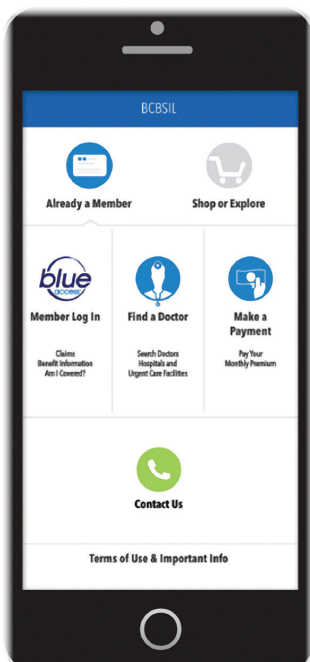 BCBSIL
Already a Member
Shop or Explore
blue
access
Member Log In
Claims
Benefit Information
Am I Covered?
Find a Doctor
Search Doctors
Hospitals and
Urgent Care Facilities
Make a
Payment
Pay Your
Monthly Premium
Contact Us
Terms of Use & Important Info